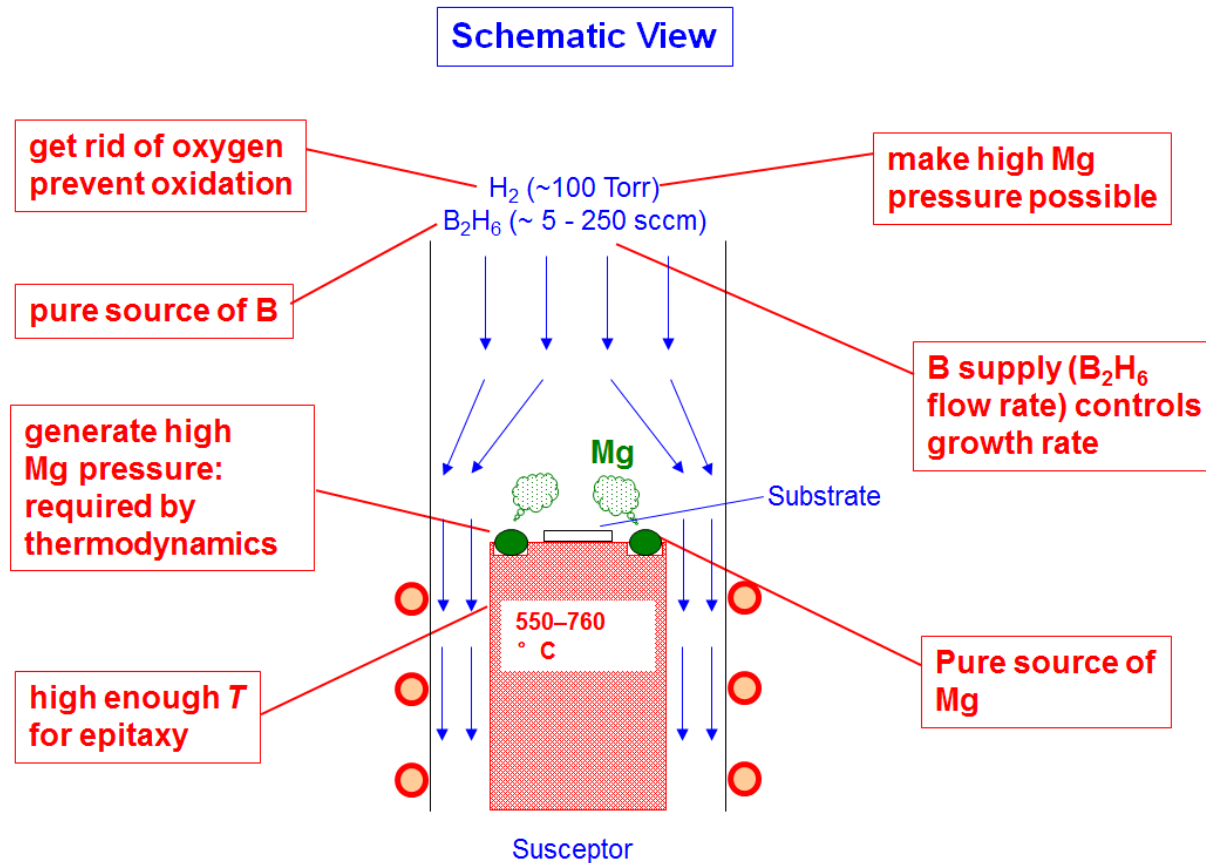 Schematic View
get rid of oxygen
prevent oxidation
H₂ (~100 Torr)
B₂H₆ (~ 5 - 250 sccm)
make high Mg
pressure possible
pure source of B
B supply (B₂H₆
flow rate) controls
growth rate
generate high
Mg pressure:
required by
thermodynamics
Mg
Substrate
550–760
° C
high enough T
for epitaxy
Pure source of
Mg
Susceptor